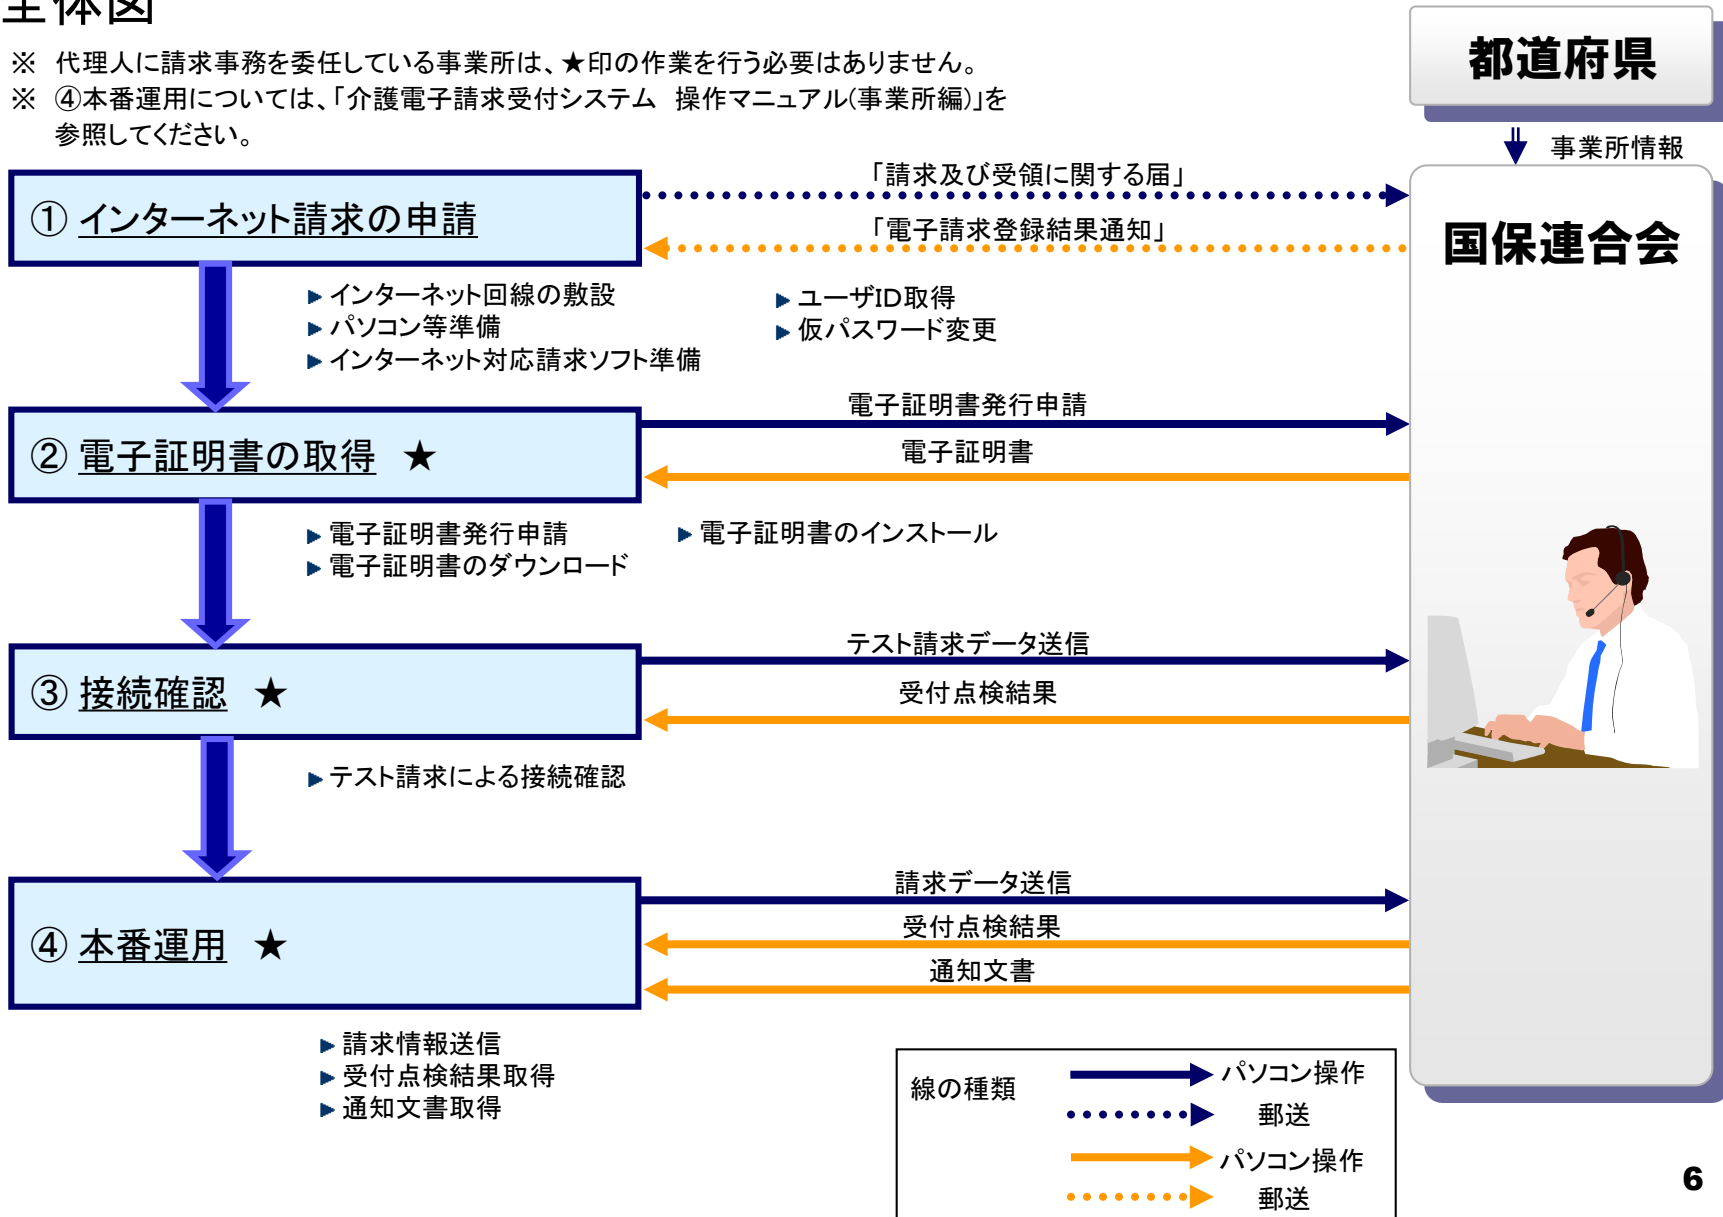 全体図
※ 代理人に請求事務を委任している事業所は、★印の作業を行う必要はありません。
※ ④本番運用については、「介護電子請求受付システム 操作マニュアル(事業所編)」を
参照してください。
都道府県
事業所情報
国保連合会
① インターネット請求の申請
「請求及び受領に関する届」
「電子請求登録結果通知」
▶ インターネット回線の敷設
▶ パソコン等準備
▶ インターネット対応請求ソフト準備
▶ ユーザID取得
▶ 仮パスワード変更
② 電子証明書の取得 ★
電子証明書発行申請
電子証明書
▶ 電子証明書発行申請
▶ 電子証明書のダウンロード
▶ 電子証明書のインストール
③ 接続確認 ★
テスト請求データ送信
受付点検結果
▶ テスト請求による接続確認
④ 本番運用 ★
請求データ送信
受付点検結果
通知文書
▶ 請求情報送信
▶ 受付点検結果取得
▶ 通知文書取得
線の種類
パソコン操作
郵送
パソコン操作
郵送
6